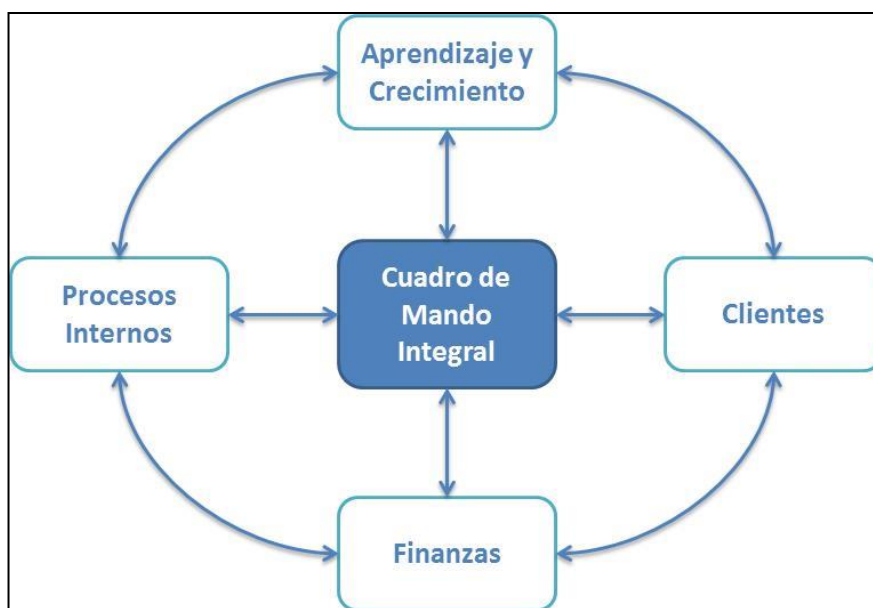 Aprendizaje y
Crecimiento
Procesos
Internos
Cuadro de
Mando
Integral
Clientes
Finanzas